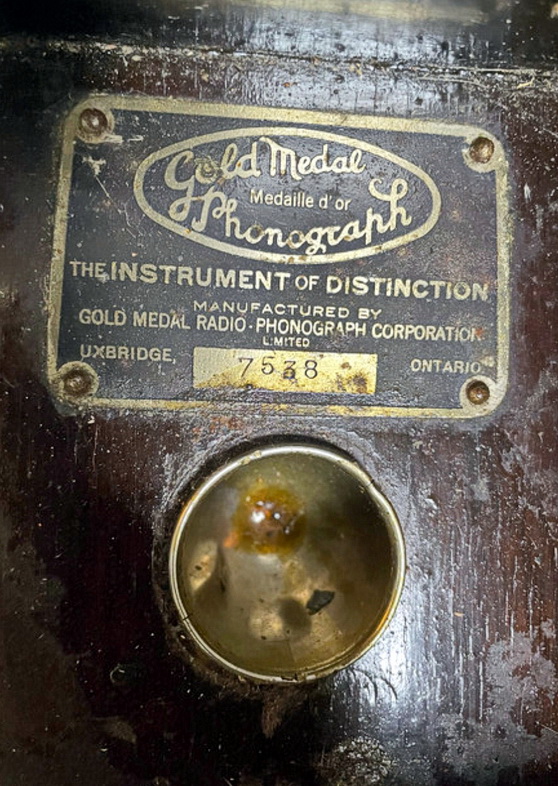 Gold Medal
Medaille d'or
Phonograph
THE INSTRUMENT OF DISTINCTION
MANUFACTURED BY
GOLD MEDAL RADIO-PHONOGRAPH CORPORATION
LIMITED
UXBRIDGE, 7538 ONTARIO